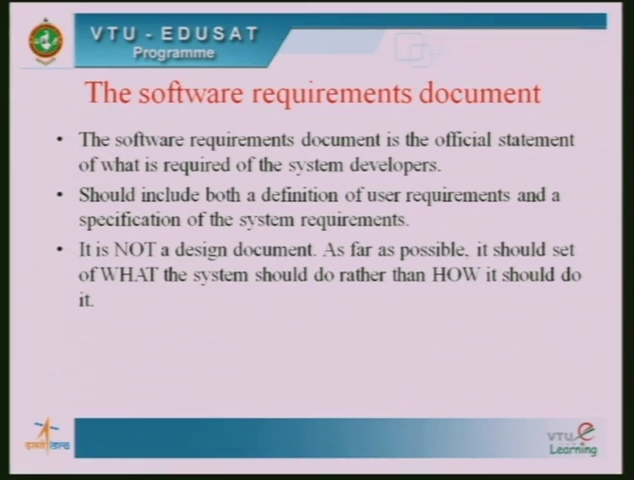 VTU - EDUSAT
Programme
The software requirements document
• The software requirements document is the official statement
of what is required of the system developers.
• Should include both a definition of user requirements and a
specification of the system requirements.
• It is NOT a design document. As far as possible, it should set
of WHAT the system should do rather than HOW it should do
it.
इसरो isro
VTU e
Learning